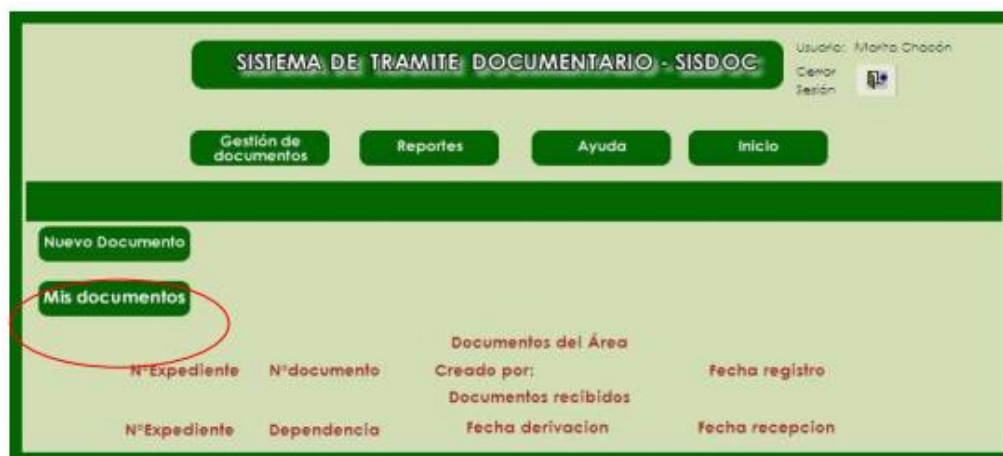 SISTEMA DE TRAMITE DOCUMENTARIO - SISDOC
Usuario: Marita Chacón
Cerrar
Sesión
Gestión de
documentos
Reportes
Ayuda
Inicio
Nuevo Documento
Mis documentos
Documentos del Área
N°Expediente N°documento Creado por: Fecha registro
Documentos recibidos
N°Expediente Dependencia Fecha derivacion Fecha recepcion